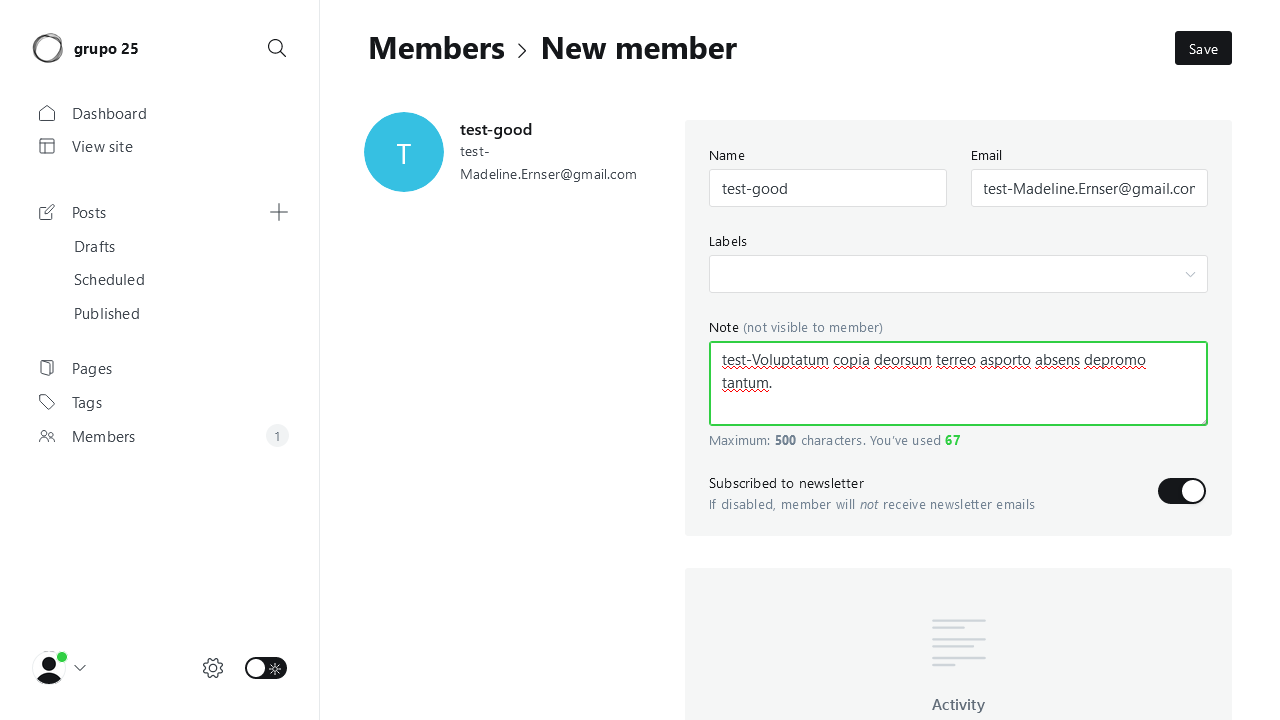 grupo 25
Dashboard
View site
Posts
Drafts
Scheduled
Published
Pages
Tags
Members
1
Members
New member
Save
T
test-good
test-
Madeline.Ernser@gmail.com
Name
Email
test-good
test-Madeline.Ernser@gmail.com
Labels
Note (not visible to member)
test-Voluptatum copia deorsum terreo asporto absens depromo
tantum.
Maximum: 500 characters. You've used 67
Subscribed to newsletter
If disabled, member will not receive newsletter emails
Activity